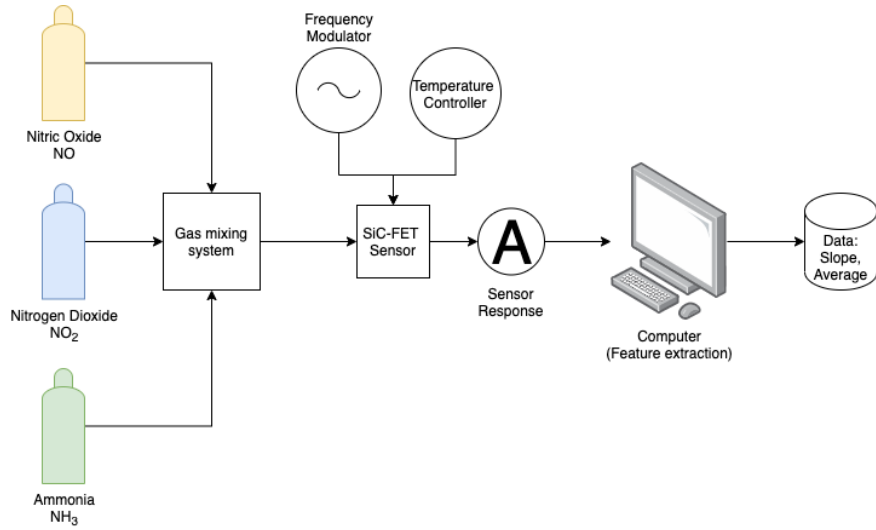 Frequency
Modulator
Temperature
Controller
Nitric Oxide
NO
Gas mixing
system
SiC-FET
Sensor
A
Sensor
Response
Data:
Slope,
Average
Nitrogen Dioxide
NO₂
Computer
(Feature extraction)
Ammonia
NH₃